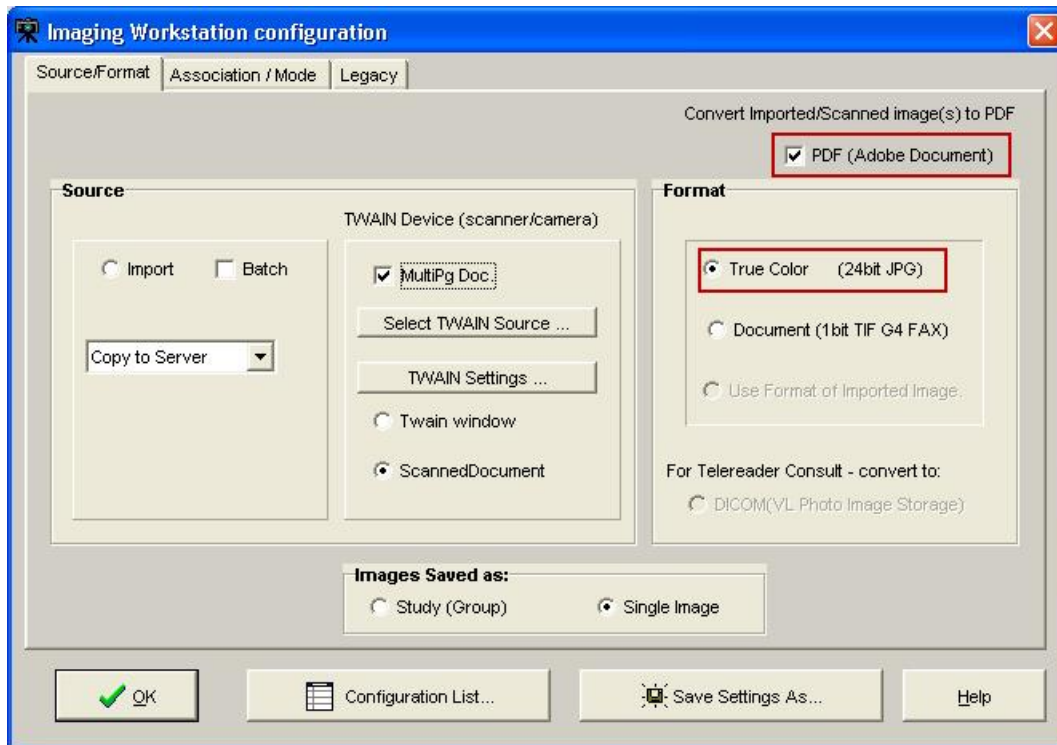 Imaging Workstation configuration
Source/Format Association / Mode Legacy
Convert Imported/Scanned image(s) to PDF
PDF (Adobe Document)
Source
TWAIN Device (scanner/camera)
Import Batch
MultiPg Doc.
Select TWAIN Source ...
Copy to Server
TWAIN Settings ...
Twain window
ScannedDocument
Format
True Color (24bit JPG)
Document (1bit TIF G4 FAX)
Use Format of Imported Image.
For Telereader Consult - convert to:
DICOM(VL Photo Image Storage)
Images Saved as:
Study (Group) Single Image
OK Configuration List... Save Settings As... Help